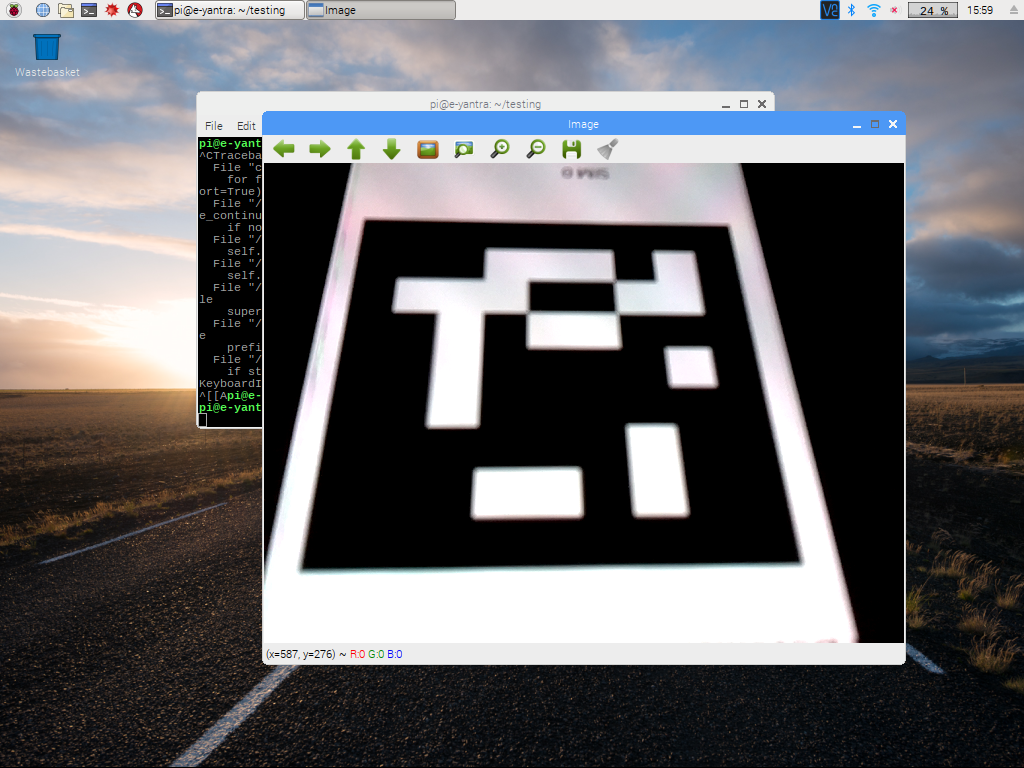 pi@e-yantra: ~/testing
Image
V2
24 %
15:59
Wastebasket
pi@e-yantra: ~/testing
File Edit
Image
pi@e-yant
^CTraceba
File "c
for f
ort=True)
File "/
e_continu
if no
File "/
self.
File "/
self.
File "/
le
super
File "/
e
prefi
File "/
if st
KeyboardI
^[[Api@e-
pi@e-yant
(x=587, y=276) ~ R:0 G:0 B:0